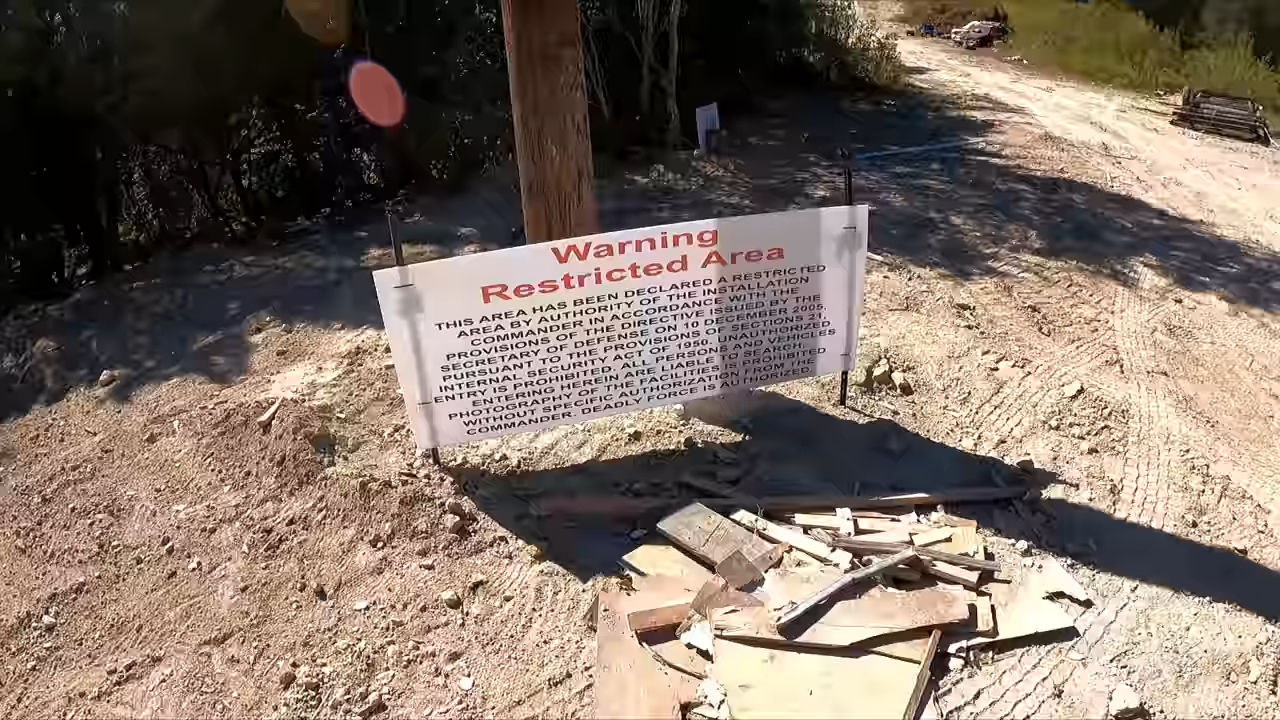 Warning
Restricted Area
THIS AREA HAS BEEN DECLARED A RESTRICTED
AREA BY AUTHORITY OF THE INSTALLATION
COMMANDER IN ACCORDANCE WITH THE
PROVISIONS OF THE DIRECTIVE ISSUED BY THE
SECRETARY OF DEFENSE ON 10 DECEMBER 2005,
PURSUANT TO THE PROVISIONS OF SECTIONS 21,
INTERNAL SECURITY ACT OF 1950. UNAUTHORIZED
ENTRY IS PROHIBITED. ALL PERSONS AND VEHICLES
ENTERING HEREIN ARE LIABLE TO SEARCH.
PHOTOGRAPHY OF THE FACILITIES IS PROHIBITED
WITHOUT SPECIFIC AUTHORIZATION FROM THE
COMMANDER. DEADLY FORCE IS AUTHORIZED.